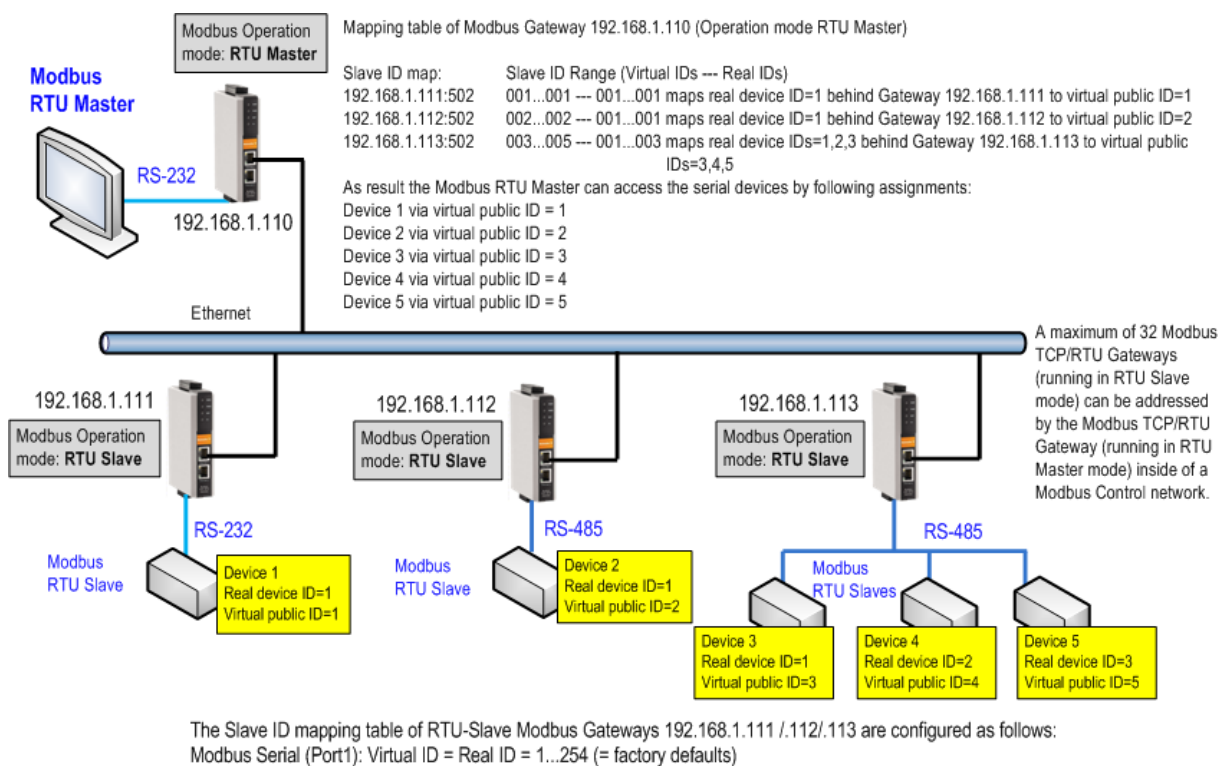 Modbus Operation
mode: RTU Master
Mapping table of Modbus Gateway 192.168.1.110 (Operation mode RTU Master)
Modbus
RTU Master
Slave ID map: Slave ID Range (Virtual IDs --- Real IDs)
192.168.1.111:502 001...001 --- 001...001 maps real device ID=1 behind Gateway 192.168.1.111 to virtual public ID=1
192.168.1.112:502 002...002 --- 001...001 maps real device ID=1 behind Gateway 192.168.1.112 to virtual public ID=2
192.168.1.113:502 003...005 --- 001...003 maps real device IDs=1,2,3 behind Gateway 192.168.1.113 to virtual public
IDs=3,4,5
RS-232
192.168.1.110
As result the Modbus RTU Master can access the serial devices by following assignments:
Device 1 via virtual public ID = 1
Device 2 via virtual public ID = 2
Device 3 via virtual public ID = 3
Device 4 via virtual public ID = 4
Device 5 via virtual public ID = 5
Ethernet
A maximum of 32 Modbus
TCP/RTU Gateways
(running in RTU Slave
mode) can be addressed
by the Modbus TCP/RTU
Gateway (running in RTU
Master mode) inside of a
Modbus Control network.
192.168.1.111
Modbus Operation
mode: RTU Slave
192.168.1.112
Modbus Operation
mode: RTU Slave
192.168.1.113
Modbus Operation
mode: RTU Slave
RS-232
Modbus
RTU Slave
Device 1
Real device ID=1
Virtual public ID=1
RS-485
Modbus
RTU Slave
Device 2
Real device ID=1
Virtual public ID=2
RS-485
Modbus
RTU Slaves
Device 3
Real device ID=1
Virtual public ID=3
Device 4
Real device ID=2
Virtual public ID=4
Device 5
Real device ID=3
Virtual public ID=5
The Slave ID mapping table of RTU-Slave Modbus Gateways 192.168.1.111 /.112/.113 are configured as follows:
Modbus Serial (Port1): Virtual ID = Real ID = 1...254 (= factory defaults)